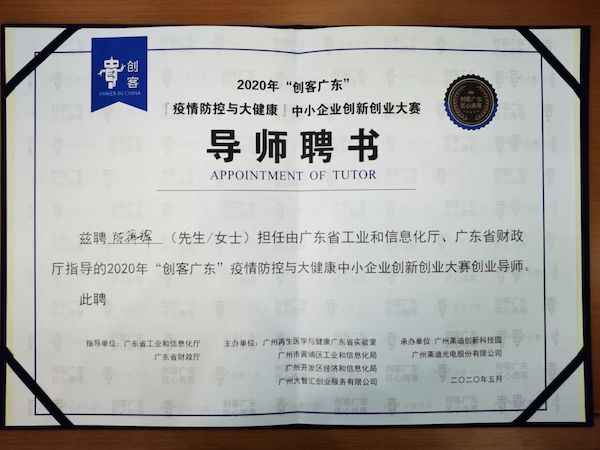 创客
MAKER IN CHINA
2020年“创客广东”
疫情防控与大健康 中小企业创新创业大赛
创客广东
匠心南粤
导师聘书
APPOINTMENT OF TUTOR
兹聘 陈 辉 (先生/女士) 担任由广东省工业和信息化厅、广东省财政
厅指导的2020年“创客广东”疫情防控与大健康中小企业创新创业大赛创业导师。
此聘
指导单位:广东省工业和信息化厅
广东省财政厅
主办单位:广州再生医学与健康广东省实验室
广州市黄埔区工业和信息化局
广州开发区经济和信息化局
广州大智汇创业服务有限公司
承办单位:广州莱迪创新科技园
广州莱迪光电股份有限公司
二〇二〇年五月